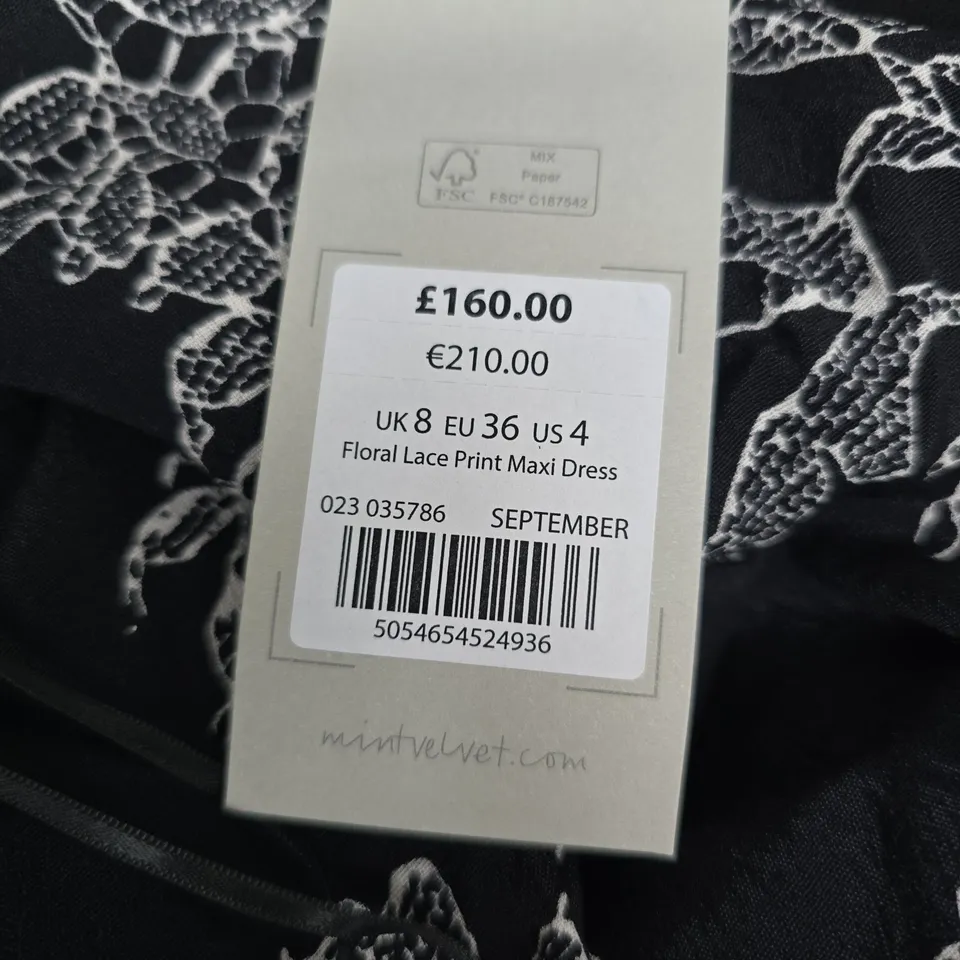 FSC®
MIX
Paper
FSC® C187542
£160.00
€210.00
UK 8 EU 36 US 4
Floral Lace Print Maxi Dress
023 035786 SEPTEMBER
5054654524936
mintvelvet.com